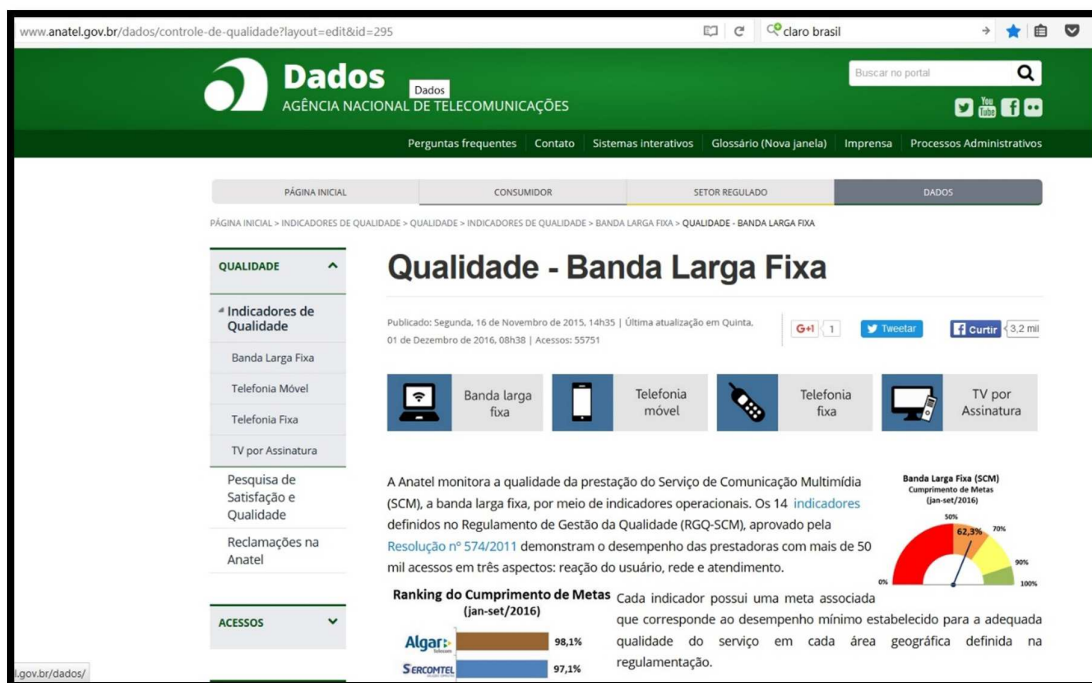 www.anatel.gov.br/dados/controle-de-qualidade?layout=edit&id=295
claro brasil
Dados
Dados
AGÊNCIA NACIONAL DE TELECOMUNICAÇÕES
Buscar no portal
You
Tube
Perguntas frequentes Contato Sistemas interativos Glossário (Nova janela) Imprensa Processos Administrativos
PÁGINA INICIAL CONSUMIDOR SETOR REGULADO DADOS
PÁGINA INICIAL > INDICADORES DE QUALIDADE > QUALIDADE > INDICADORES DE QUALIDADE > BANDA LARGA FIXA > QUALIDADE - BANDA LARGA FIXA
QUALIDADE
Indicadores de
Qualidade
Banda Larga Fixa
Telefonia Móvel
Telefonia Fixa
TV por Assinatura
Pesquisa de
Satisfação e
Qualidade
Reclamações na
Anatel
ACESSOS
Qualidade - Banda Larga Fixa
Publicado: Segunda, 16 de Novembro de 2015, 14h35 | Última atualização em Quinta,
01 de Dezembro de 2016, 08h38 | Acessos: 55751
G+1 1 Tweetar Curtir 3,2 mil
Banda larga
fixa
Telefonia
móvel
Telefonia
fixa
TV por
Assinatura
A Anatel monitora a qualidade da prestação do Serviço de Comunicação Multimídia
(SCM), a banda larga fixa, por meio de indicadores operacionais. Os 14 indicadores
definidos no Regulamento de Gestão da Qualidade (RGQ-SCM), aprovado pela
Resolução nº 574/2011 demonstram o desempenho das prestadoras com mais de 50
mil acessos em três aspectos: reação do usuário, rede e atendimento.
Banda Larga Fixa (SCM)
Cumprimento de Metas
(jan-set/2016)
50%
62,3%
70%
90%
0%
100%
Ranking do Cumprimento de Metas
(jan-set/2016)
Algar
telecom
98,1%
SERCOMTEL
97,1%
Cada indicador possui uma meta associada
que corresponde ao desempenho mínimo estabelecido para a adequada
qualidade do serviço em cada área geográfica definida na
regulamentação.
l.gov.br/dados/